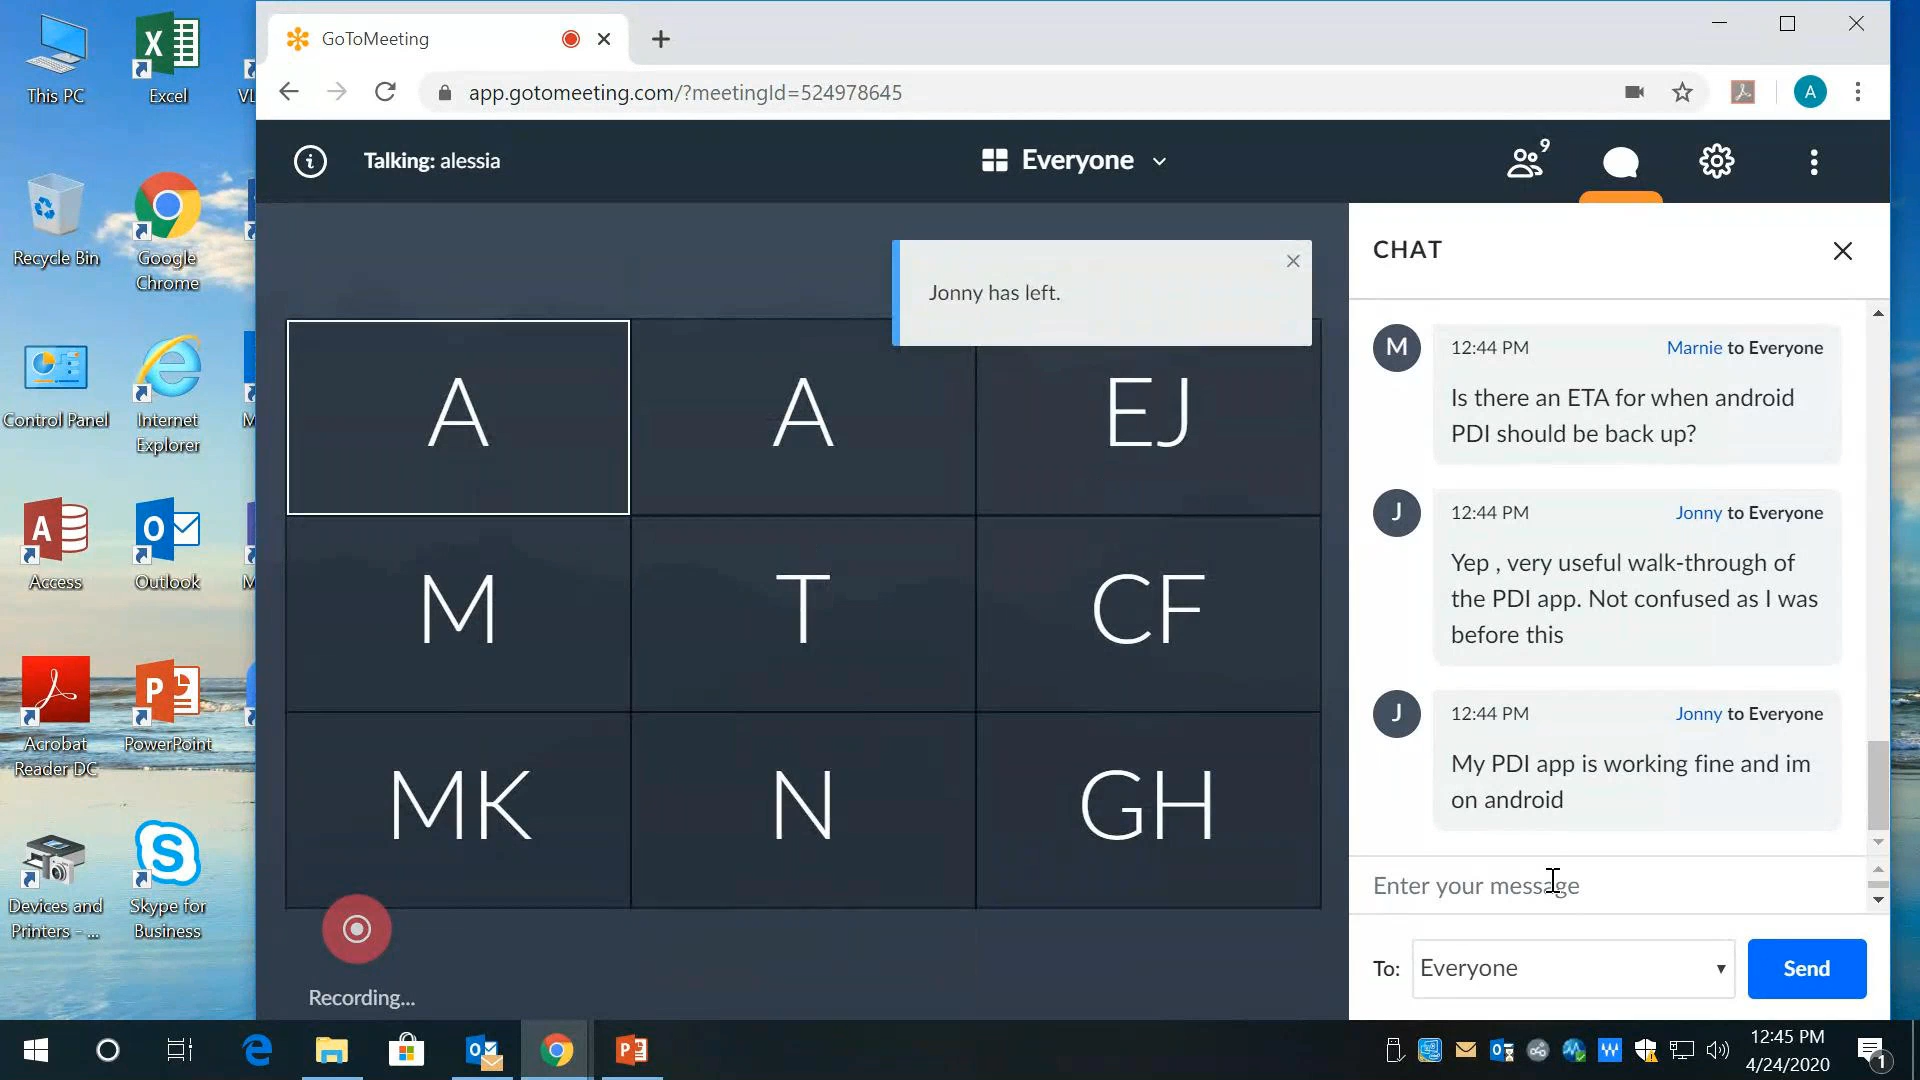 This PC
Excel
VL
Recycle Bin
Google
Chrome
Control Panel
Internet
Explorer
M
Access
Outlook
M
Acrobat
Reader DC
PowerPoint
Devices and
Printers - ...
Skype for
Business
GoToMeeting
app.gotomeeting.com/?meetingId=524978645
A
Talking: alessia
Everyone
9
Jonny has left.
A
A
EJ
M
T
CF
MK
N
GH
Recording...
CHAT
M
12:44 PM
Marnie to Everyone
Is there an ETA for when android
PDI should be back up?
J
12:44 PM
Jonny to Everyone
Yep , very useful walk-through of
the PDI app. Not confused as I was
before this
J
12:44 PM
Jonny to Everyone
My PDI app is working fine and im
on android
Enter your message
To:
Everyone
Send
12:45 PM
4/24/2020
1